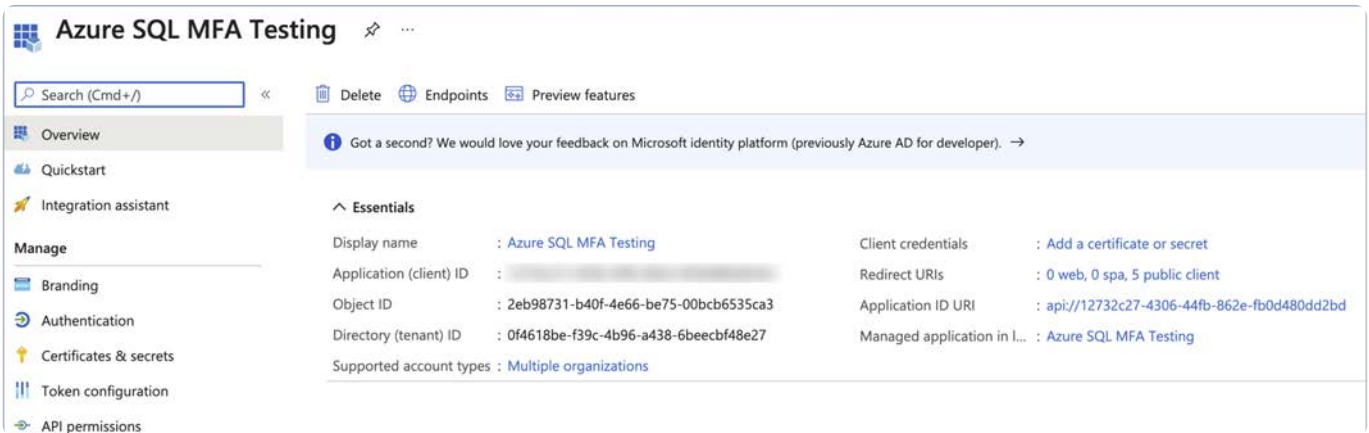 Azure SQL MFA Testing
Search (Cmd+/)
Overview
Quickstart
Integration assistant
Manage
Branding
Authentication
Certificates & secrets
Token configuration
API permissions
Delete Endpoints Preview features
Got a second? We would love your feedback on Microsoft identity platform (previously Azure AD for developer). →
Essentials
Display name : Azure SQL MFA Testing
Application (client) ID :
Object ID : 2eb98731-b40f-4e66-be75-00bcb6535ca3
Directory (tenant) ID : 0f4618be-f39c-4b96-a438-6beecbf48e27
Supported account types : Multiple organizations
Client credentials : Add a certificate or secret
Redirect URIs : 0 web, 0 spa, 5 public client
Application ID URI : api://12732c27-4306-44fb-862e-fb0d480dd2bd
Managed application in l... : Azure SQL MFA Testing